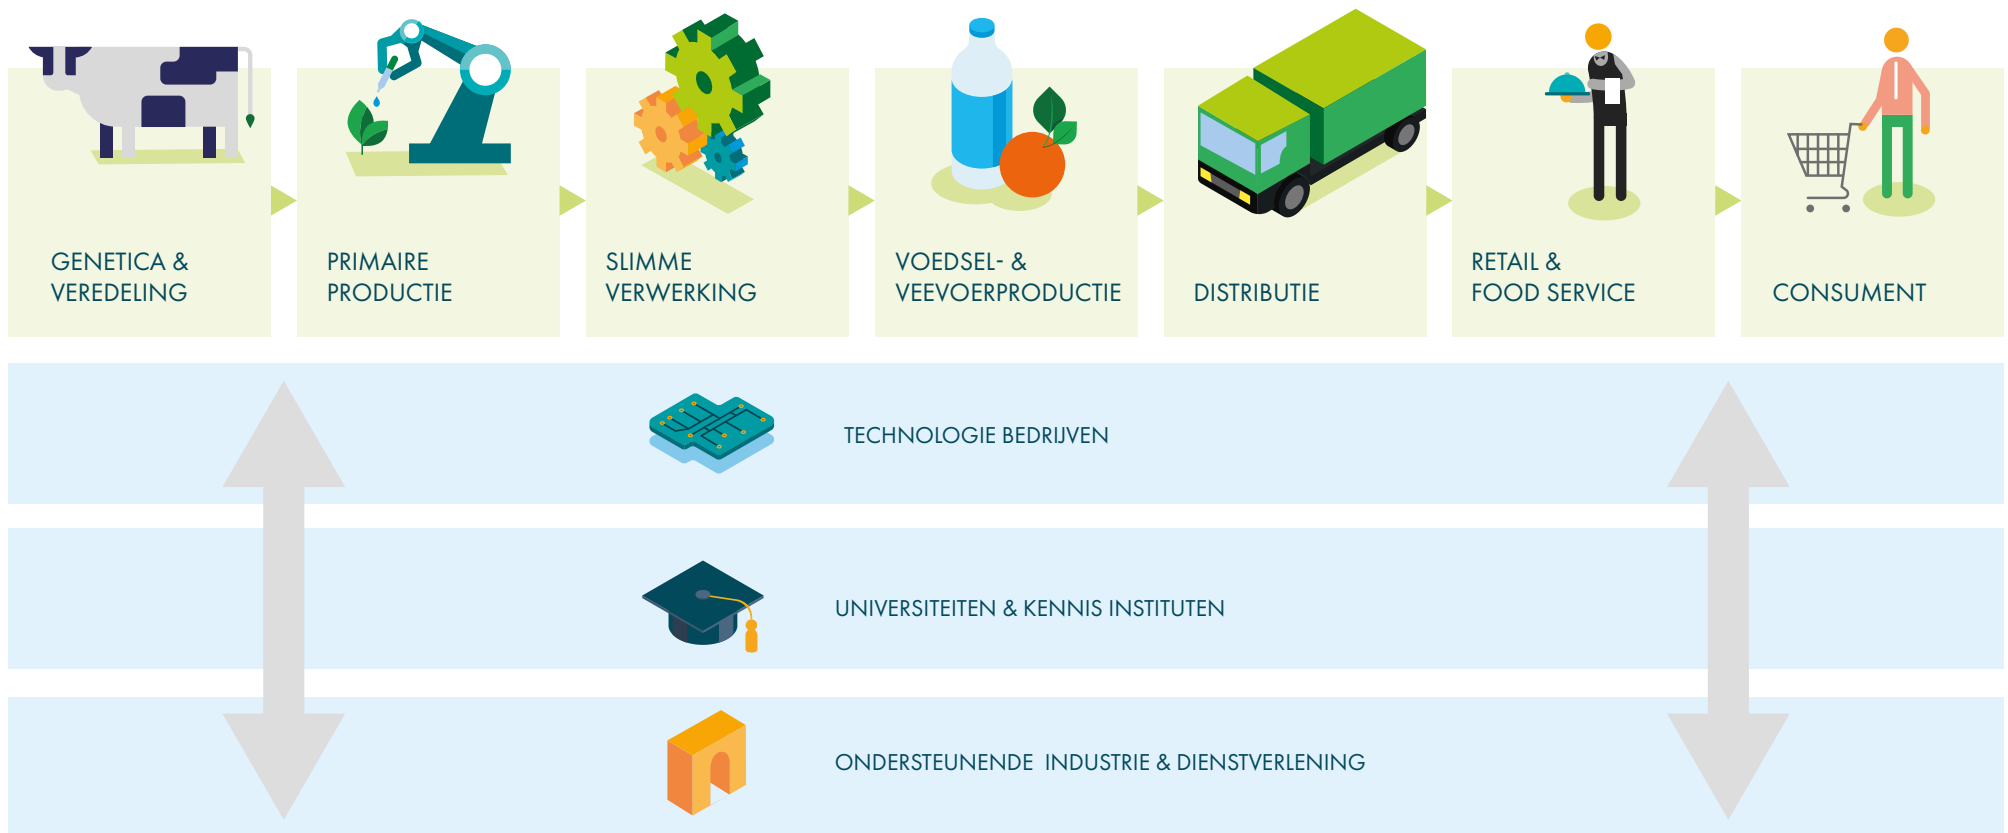 GENETICA &
VEREDELING
PRIMAIRE
PRODUCTIE
SLIMME
VERWERKING
VOEDSEL- &
VEEVOERPRODUCTIE
DISTRIBUTIE
RETAIL &
FOOD SERVICE
CONSUMENT
TECHNOLOGIE BEDRIJVEN
UNIVERSITEITEN & KENNIS INSTITUTEN
ONDERSTEUNENDE INDUSTRIE & DIENSTVERLENING